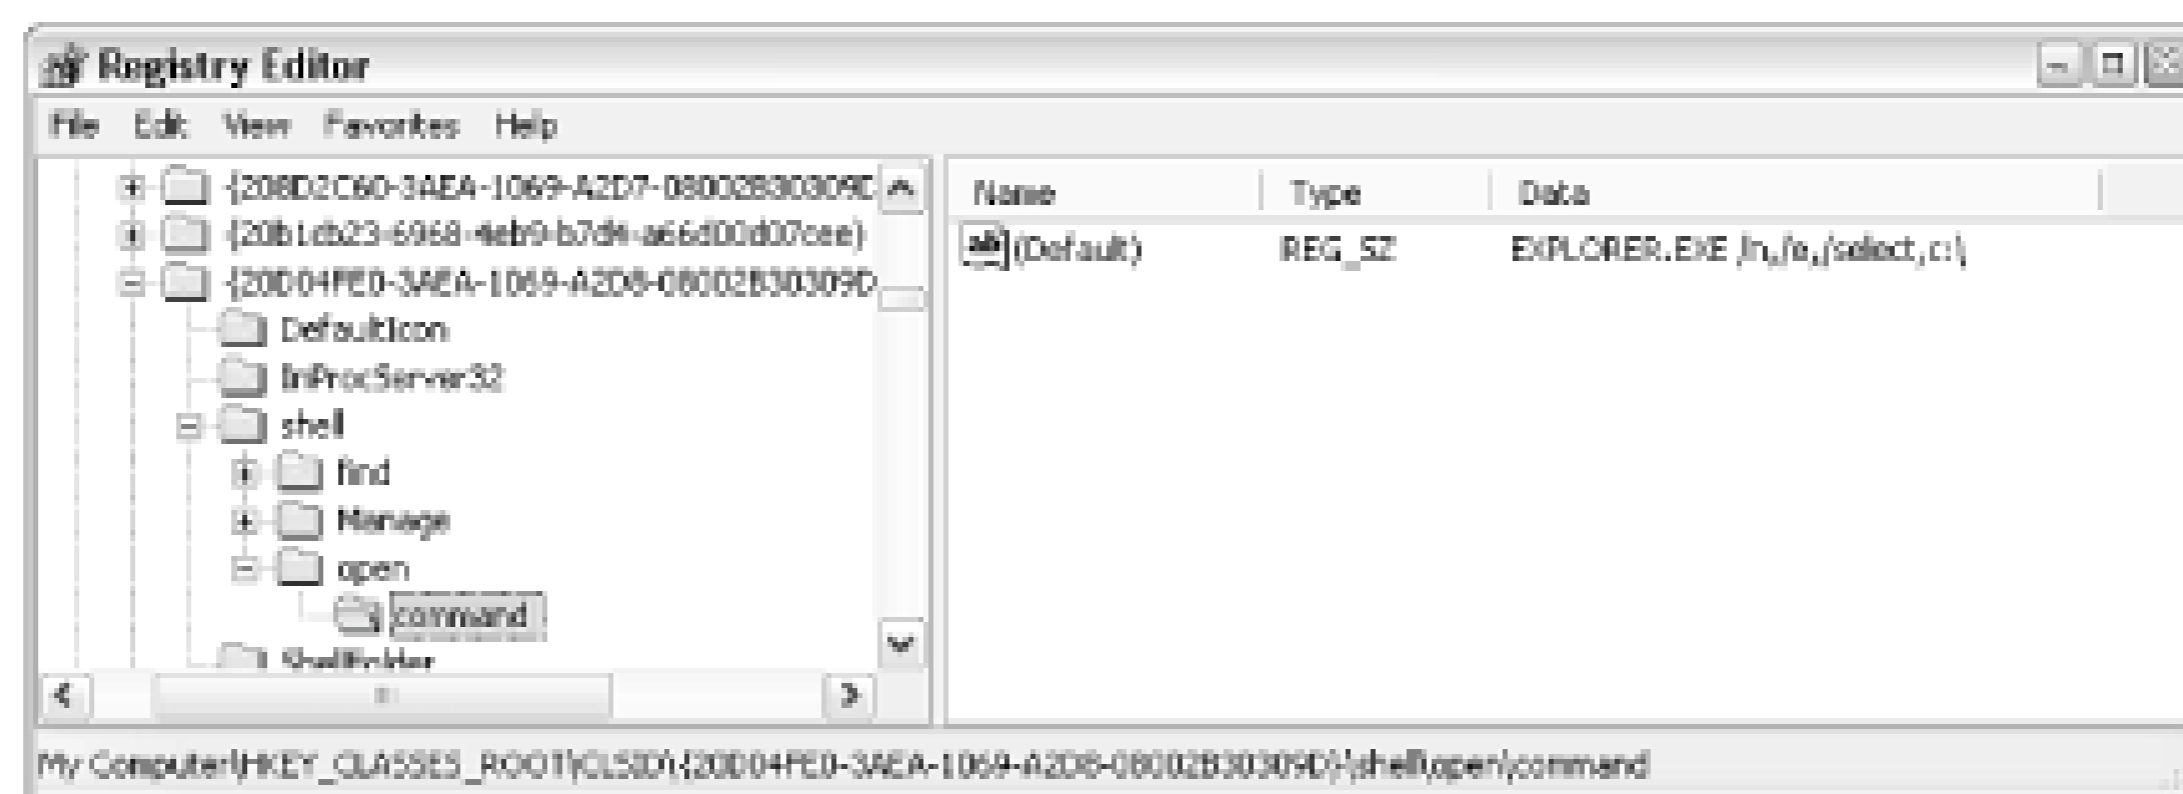 Registry Editor
File Edit View Favorites Help
{208D2C60-3AEA-1069-A2D7-08002B30309D
{20b1cb23-6968-4eb9-b7d4-a66d00d07cee}
{20D04FE0-3AEA-1069-A2D8-08002B30309D
DefaultIcon
InProcServer32
shell
find
Manage
open
command
ShellFolder
Name Type Data
(Default) REG_SZ EXPLORER.EXE /n,/e,/select,c:\
My Computer\HKEY_CLASSES_ROOT\CLSID\{20D04FE0-3AEA-1069-A2D8-08002B30309D}\shell\open\command